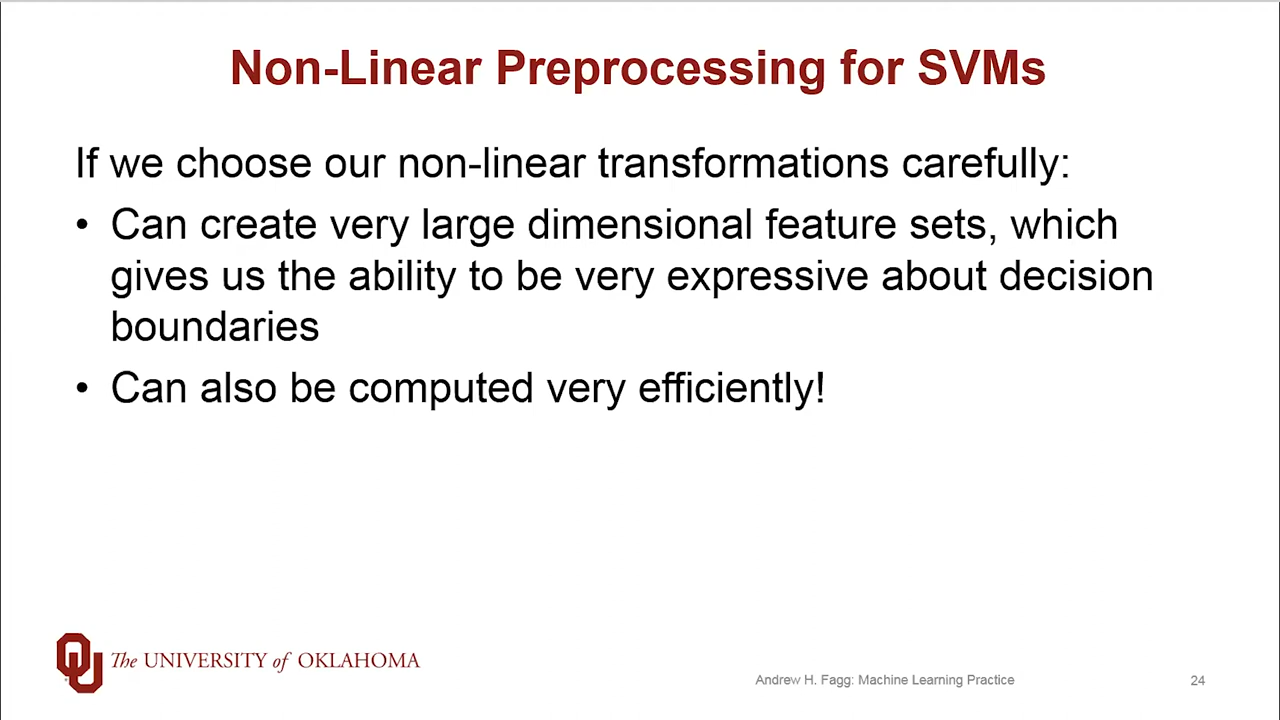 Non-Linear Preprocessing for SVMs
If we choose our non-linear transformations carefully:
• Can create very large dimensional feature sets, which
gives us the ability to be very expressive about decision
boundaries
• Can also be computed very efficiently!
The UNIVERSITY of OKLAHOMA
Andrew H. Fagg: Machine Learning Practice
24